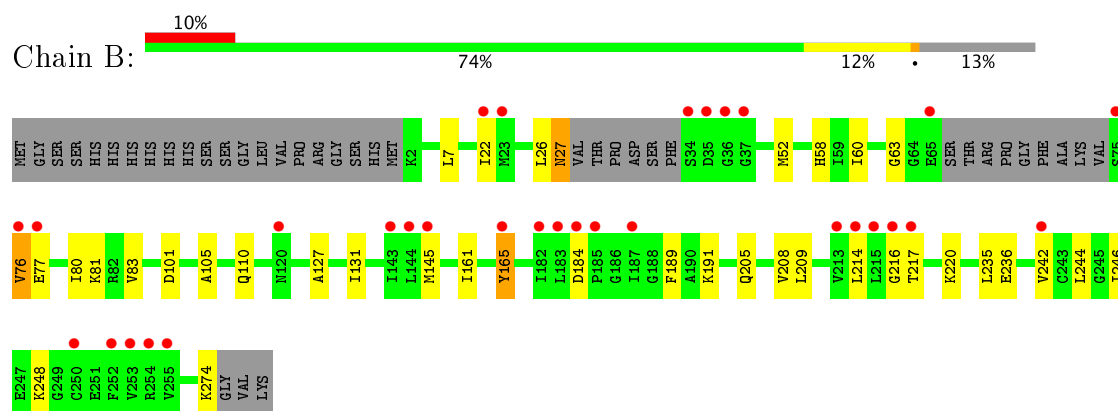 10%
Chain B:
74% 12% • 13%
MET GLY SER SER HIS HIS HIS HIS HIS HIS SER SER GLY LEU VAL PRO ARG GLY SER HIS MET K2 L7 I22 M23 L26 N27 VAL THR PRO ASP SER PHE S34 D35 G36 G37 M52 H58 I59 I60 G63 G64 E65 SER THR ARG PRO GLY PHE ALA LYS VAL S75
V76 E77 I80 K81 R82 V83 D101 A105 Q110 N120 A127 I131 I143 L144 M145 I161 Y165 I182 L183 D184 P185 G186 I187 G188 F189 A190 K191 Q205 V208 L209 V213 L214 L215 G216 T217 K220 L235 E236 V242 C243 L244 G245 I246
E247 K248 G249 C250 E251 F252 V253 R254 V255 K274 GLY VAL LYS